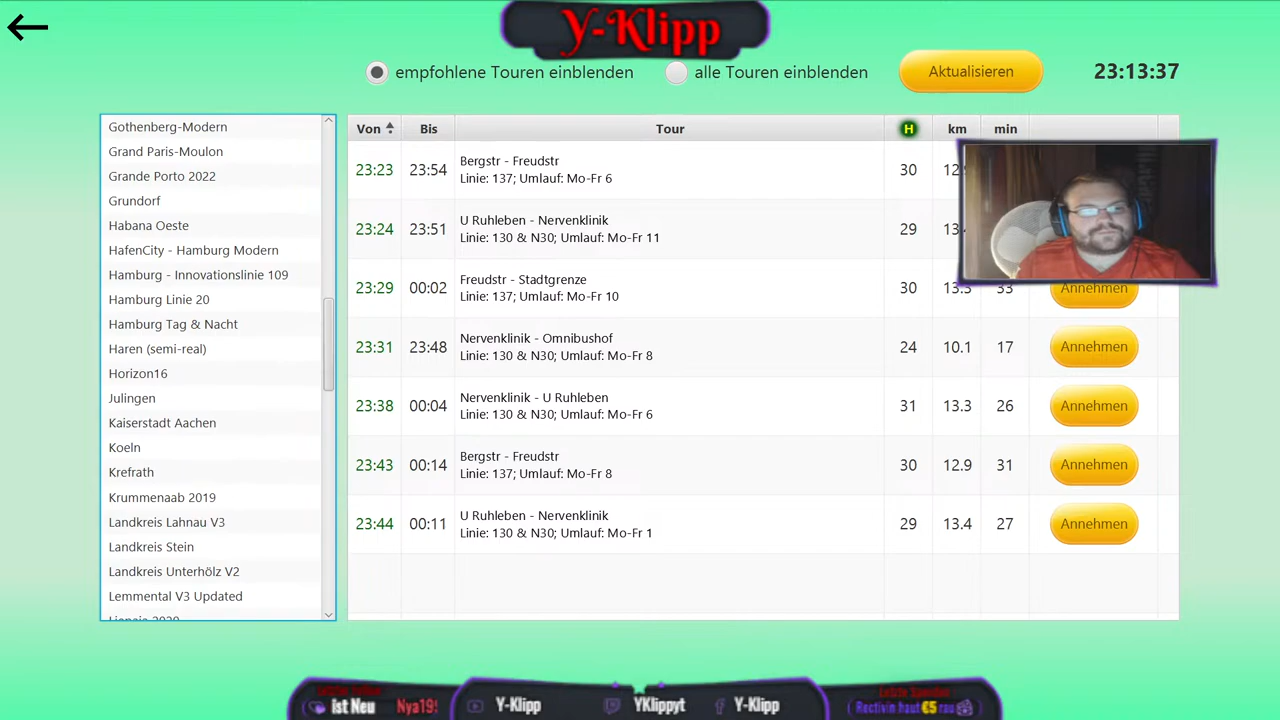 Y-Klipp
empfohlene Touren einblenden
alle Touren einblenden
Aktualisieren
23:13:37
Gothenberg-Modern
Grand Paris-Moulon
Grande Porto 2022
Grundorf
Habana Oeste
HafenCity - Hamburg Modern
Hamburg - Innovationslinie 109
Hamburg Linie 20
Hamburg Tag & Nacht
Haren (semi-real)
Horizon16
Julingen
Kaiserstadt Aachen
Koeln
Krefrath
Krummenaab 2019
Landkreis Lahnau V3
Landkreis Stein
Landkreis Unterhölz V2
Lemmental V3 Updated
Von Bis Tour H km min
23:23 23:54 Bergstr - Freudstr 30
Linie: 137; Umlauf: Mo-Fr 6
23:24 23:51 U Ruhleben - Nervenklinik 29
Linie: 130 & N30; Umlauf: Mo-Fr 11
23:29 00:02 Freudstr - Stadtgrenze 30 13.3 33 Annehmen
Linie: 137; Umlauf: Mo-Fr 10
23:31 23:48 Nervenklinik - Omnibushof 24 10.1 17 Annehmen
Linie: 130 & N30; Umlauf: Mo-Fr 8
23:38 00:04 Nervenklinik - U Ruhleben 31 13.3 26 Annehmen
Linie: 130 & N30; Umlauf: Mo-Fr 6
23:43 00:14 Bergstr - Freudstr 30 12.9 31 Annehmen
Linie: 137; Umlauf: Mo-Fr 8
23:44 00:11 U Ruhleben - Nervenklinik 29 13.4 27 Annehmen
Linie: 130 & N30; Umlauf: Mo-Fr 1
ist Neu
Y-Klipp
YKlippyt
Y-Klipp
Letzte Spenden
Rectivin haut €5 rau